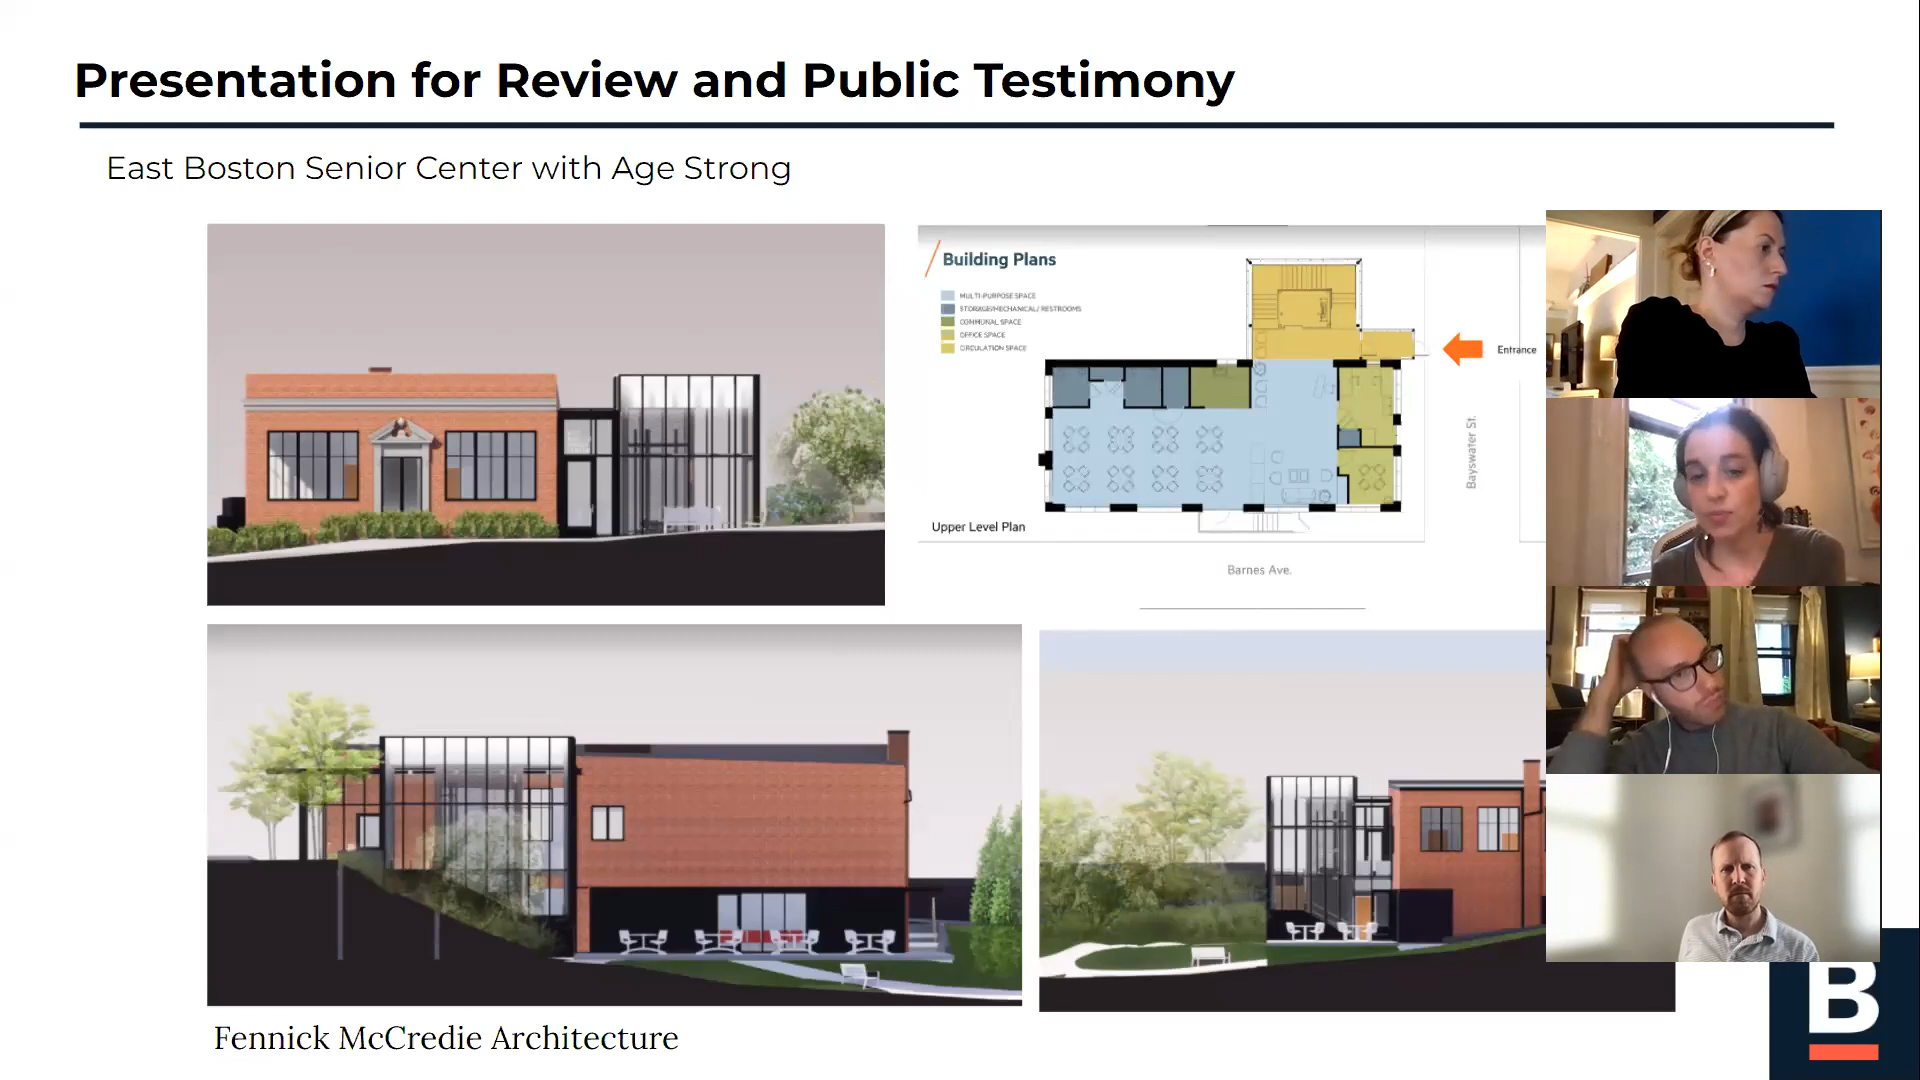 Presentation for Review and Public Testimony
East Boston Senior Center with Age Strong
Building Plans
MULTI-PURPOSE SPACE
STORAGE/MECHANICAL/ RESTROOMS
COMMUNAL SPACE
OFFICE SPACE
CIRCULATION SPACE
Entrance
Bayswater St.
Upper Level Plan
Barnes Ave.
Fennick McCredie Architecture
B